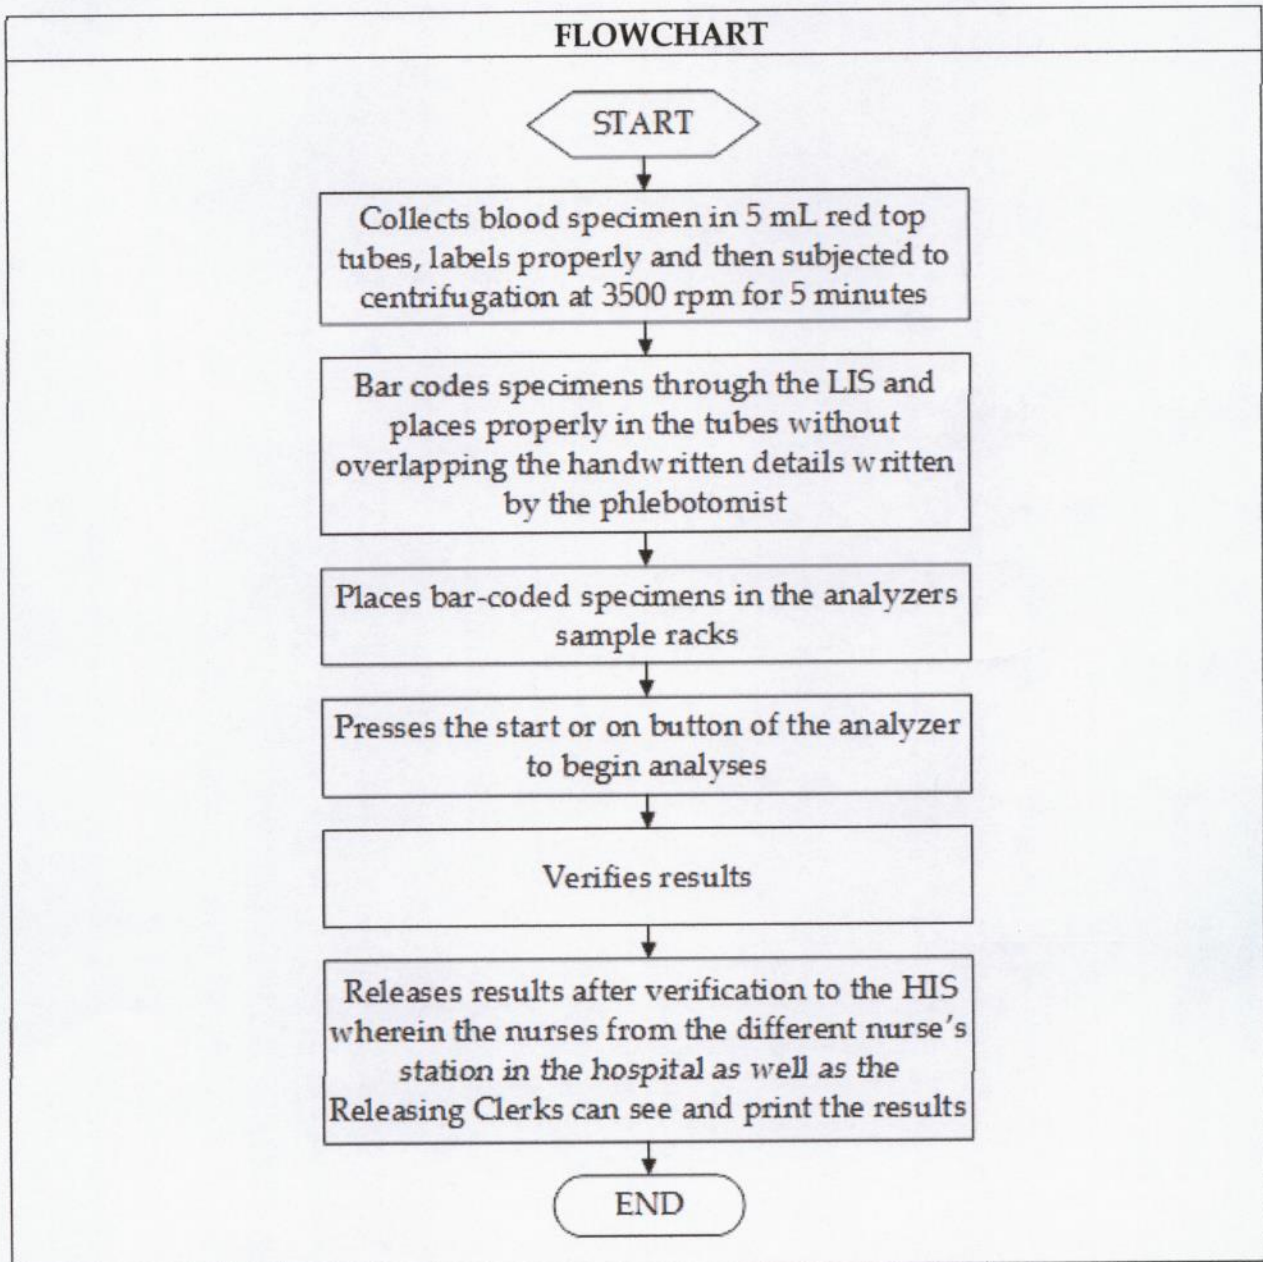 FLOWCHART
START
Collects blood specimen in 5 mL red top
tubes, labels properly and then subjected to
centrifugation at 3500 rpm for 5 minutes
Bar codes specimens through the LIS and
places properly in the tubes without
overlapping the handwritten details written
by the phlebotomist
Places bar-coded specimens in the analyzers
sample racks
Presses the start or on button of the analyzer
to begin analyses
Verifies results
Releases results after verification to the HIS
wherein the nurses from the different nurse's
station in the hospital as well as the
Releasing Clerks can see and print the results
END